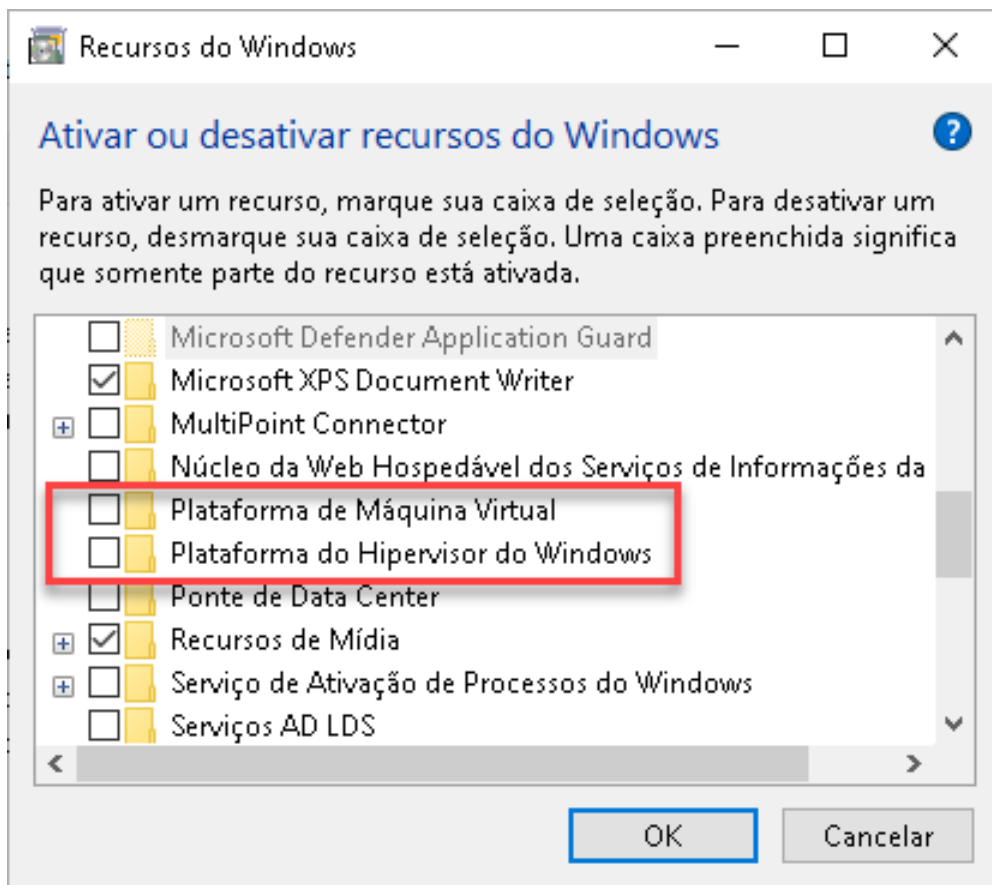 Recursos do Windows
Ativar ou desativar recursos do Windows
?
Para ativar um recurso, marque sua caixa de seleção. Para desativar um
recurso, desmarque sua caixa de seleção. Uma caixa preenchida significa
que somente parte do recurso está ativada.
Microsoft Defender Application Guard
Microsoft XPS Document Writer
MultiPoint Connector
Núcleo da Web Hospedável dos Serviços de Informações da
Plataforma de Máquina Virtual
Plataforma do Hipervisor do Windows
Ponte de Data Center
Recursos de Mídia
Serviço de Ativação de Processos do Windows
Serviços AD LDS
OK Cancelar